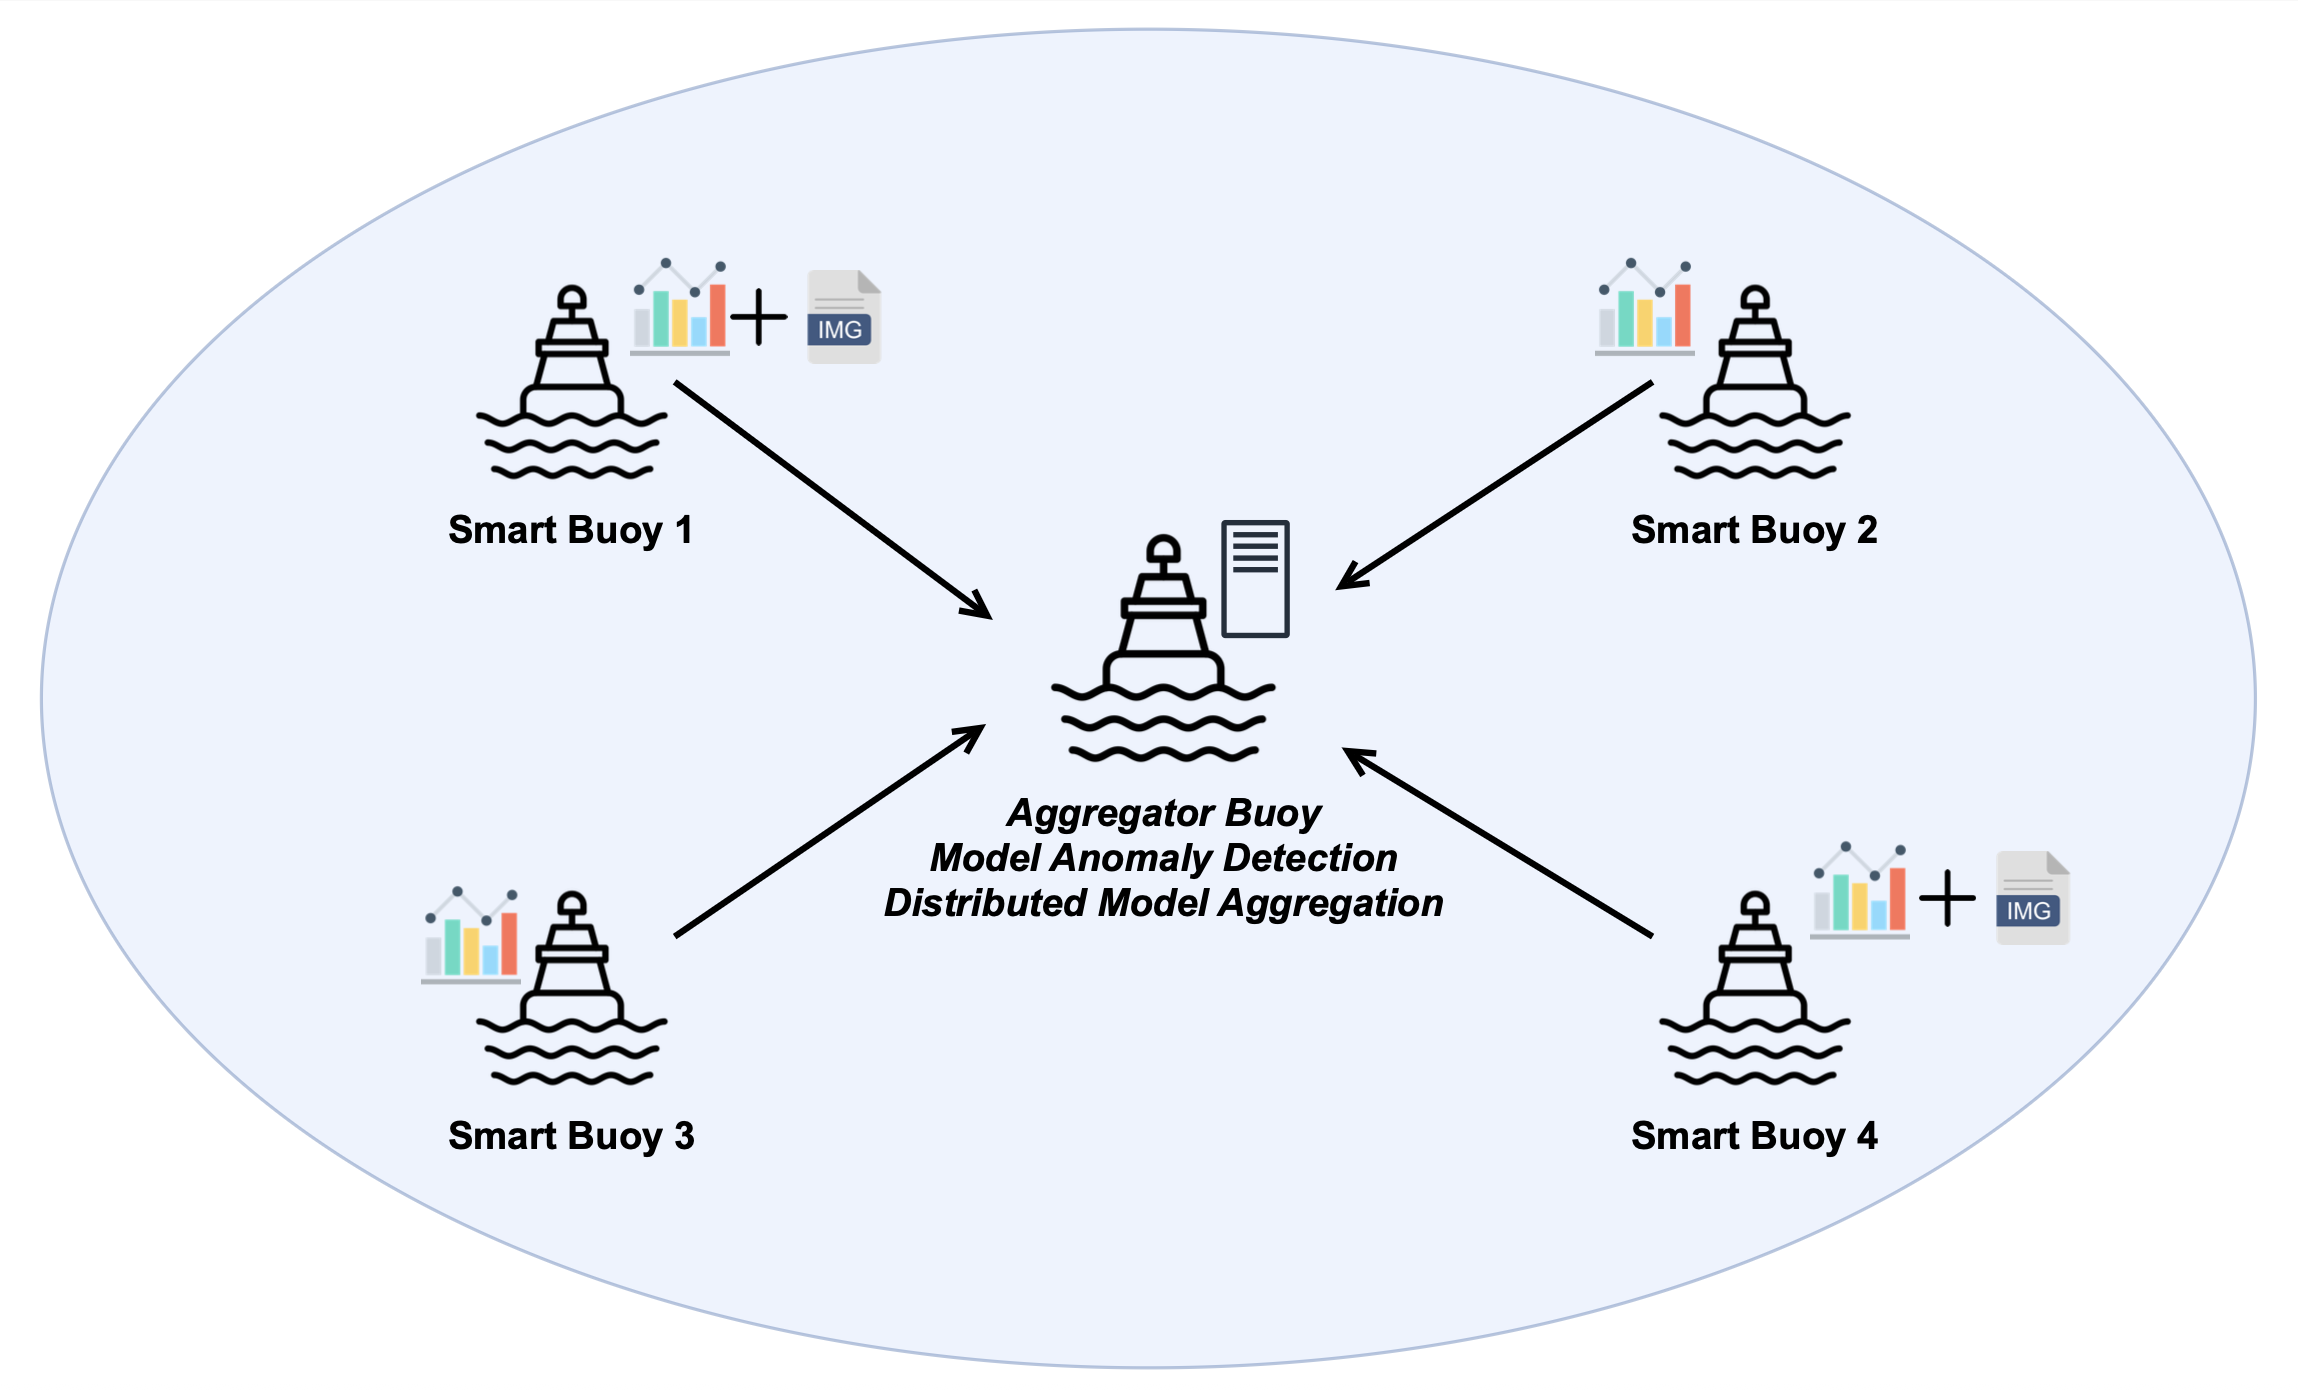 IMG
Smart Buoy 1
Smart Buoy 2
Aggregator Buoy
Model Anomaly Detection
Distributed Model Aggregation
IMG
Smart Buoy 3
Smart Buoy 4